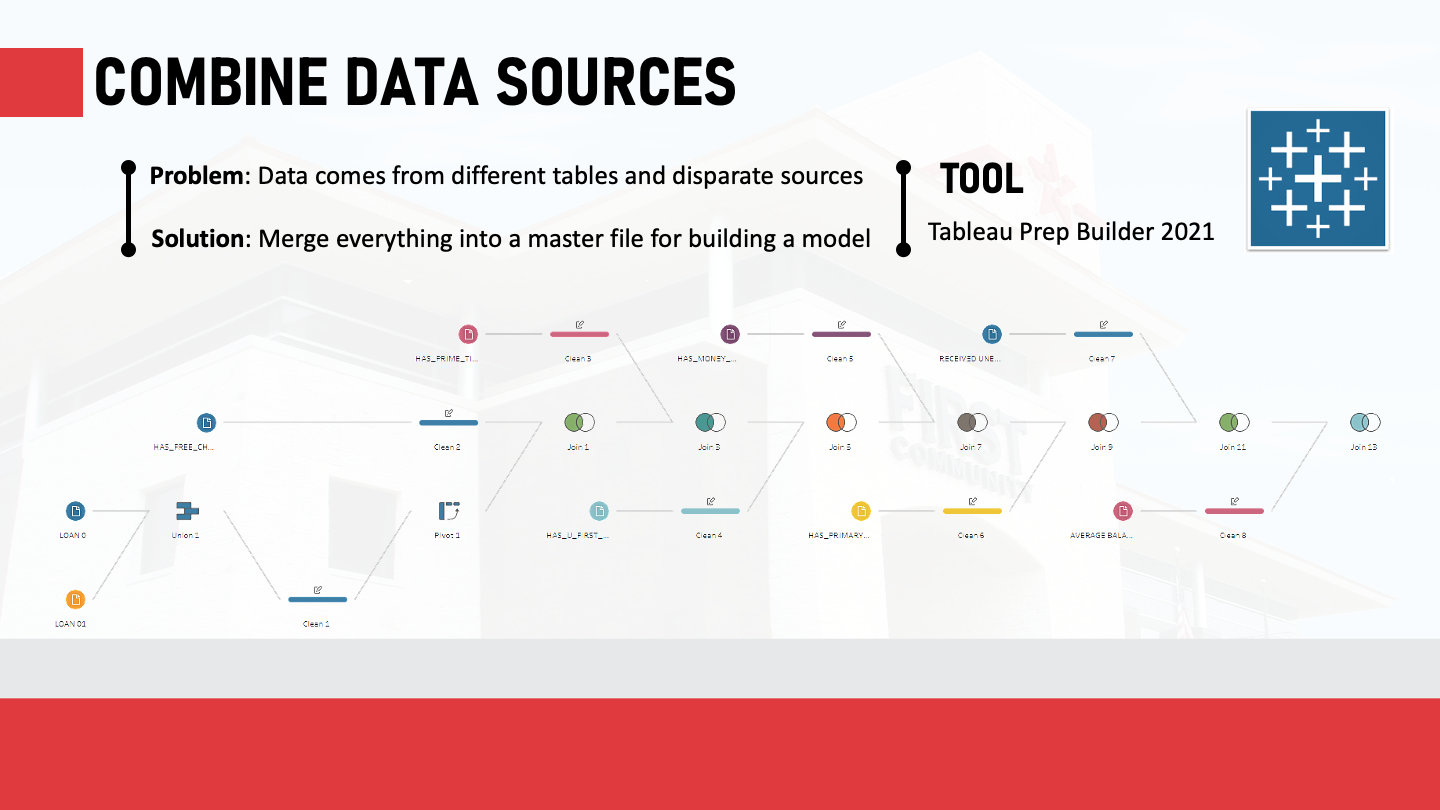 COMBINE DATA SOURCES
Problem: Data comes from different tables and disparate sources
Solution: Merge everything into a master file for building a model
TOOL
Tableau Prep Builder 2021
HAS_PRIME_TI...
Clean 3
HAS_MONEY_...
Clean 5
RECEIVED UNE...
Clean 7
HAS_FREE_CH...
Clean 2
Join 1
Join 3
Join 5
Join 7
Join 9
Join 11
Join 13
LOAN 0
Union 1
Pivot 1
HAS_U_FIRST_...
Clean 4
HAS_PRIMARY...
Clean 6
AVERAGE BALA...
Clean 8
LOAN 01
Clean 1
FIRST
COMMUNITY